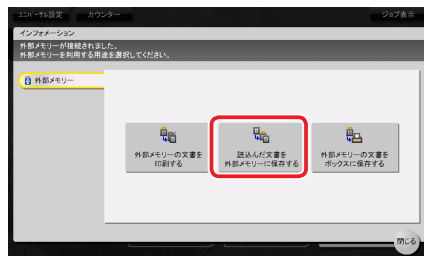 ユニバーサル設定 カウンター ジョブ表示
インフォメーション
外部メモリーが接続されました。
外部メモリーを利用する用途を選択してください。
外部メモリー
外部メモリーの文書を
印刷する
読込んだ文書を
外部メモリーに保存する
外部メモリーの文書を
ボックスに保存する
閉じる